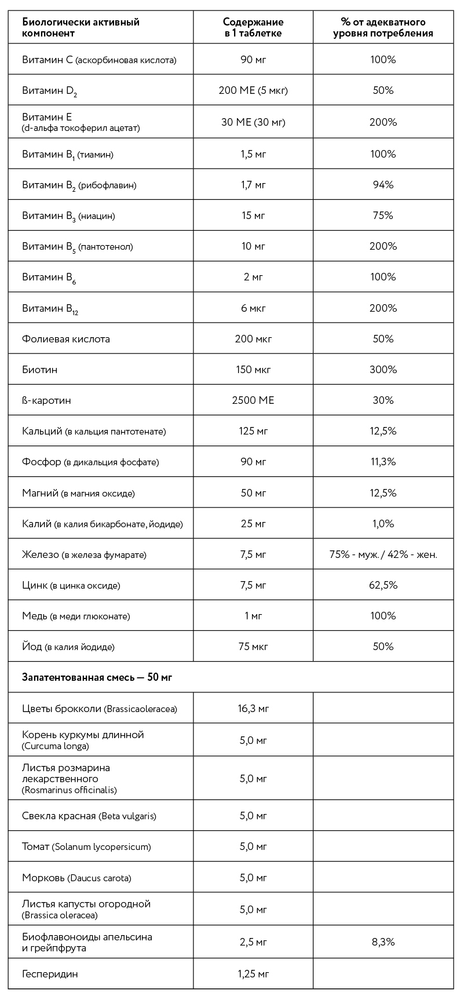 Биологически активный компонент | Содержание в 1 таблетке | % от адекватного уровня потребления
Витамин C (аскорбиновая кислота) 90 мг 100%
Витамин D2 200 МЕ (5 мкг) 50%
Витамин E
(d-альфа токоферил ацетат) 30 МЕ (30 мг) 200%
Витамин B1 (тиамин) 1,5 мг 100%
Витамин B2 (рибофлавин) 1,7 мг 94%
Витамин B3 (ниацин) 15 мг 75%
Витамин B5 (пантотенол) 10 мг 200%
Витамин B6 2 мг 100%
Витамин B12 6 мкг 200%
Фолиевая кислота 200 мкг 50%
Биотин 150 мкг 300%
ß-каротин 2500 МЕ 30%
Кальций (в кальция пантотенате) 125 мг 12,5%
Фосфор (в дикальция фосфате) 90 мг 11,3%
Магний (в магния оксиде) 50 мг 12,5%
Калий (в калия бикарбонате, йодиде) 25 мг 1,0%
Железо (в железа фумарате) 7,5 мг 75% - муж. / 42% - жен.
Цинк (в цинка оксиде) 7,5 мг 62,5%
Медь (в меди глюконате) 1 мг 100%
Йод (в калия йодиде) 75 мкг 50%
Запатентованная смесь — 50 мг
Цветы брокколи (Brassicaoleracea) 16,3 мг
Корень куркумы длинной
(Curcuma longa) 5,0 мг
Листья розмарина
лекарственного
(Rosmarinus officinalis) 5,0 мг
Свекла красная (Beta vulgaris) 5,0 мг
Томат (Solanum lycopersicum) 5,0 мг
Морковь (Daucus carota) 5,0 мг
Листья капусты огородной
(Brassica oleracea) 5,0 мг
Биофлавоноиды апельсина
и грейпфрута 2,5 мг 8,3%
Гесперидин 1,25 мг